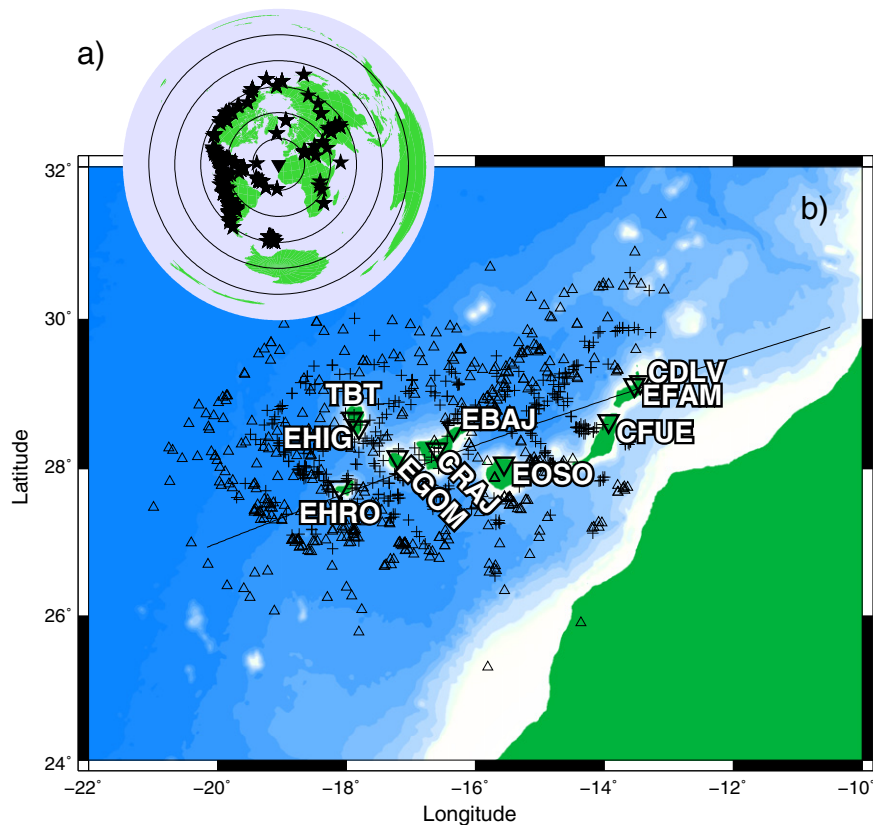 a)
b)
32°
30°
28°
26°
24°
Latitude
TBT
EHIG
EHRO
EGOM
CRAJ
EBAJ
EOSO
CDLV
EFAM
CFUE
−22° −20° −18° −16° −14° −12° −10°
Longitude